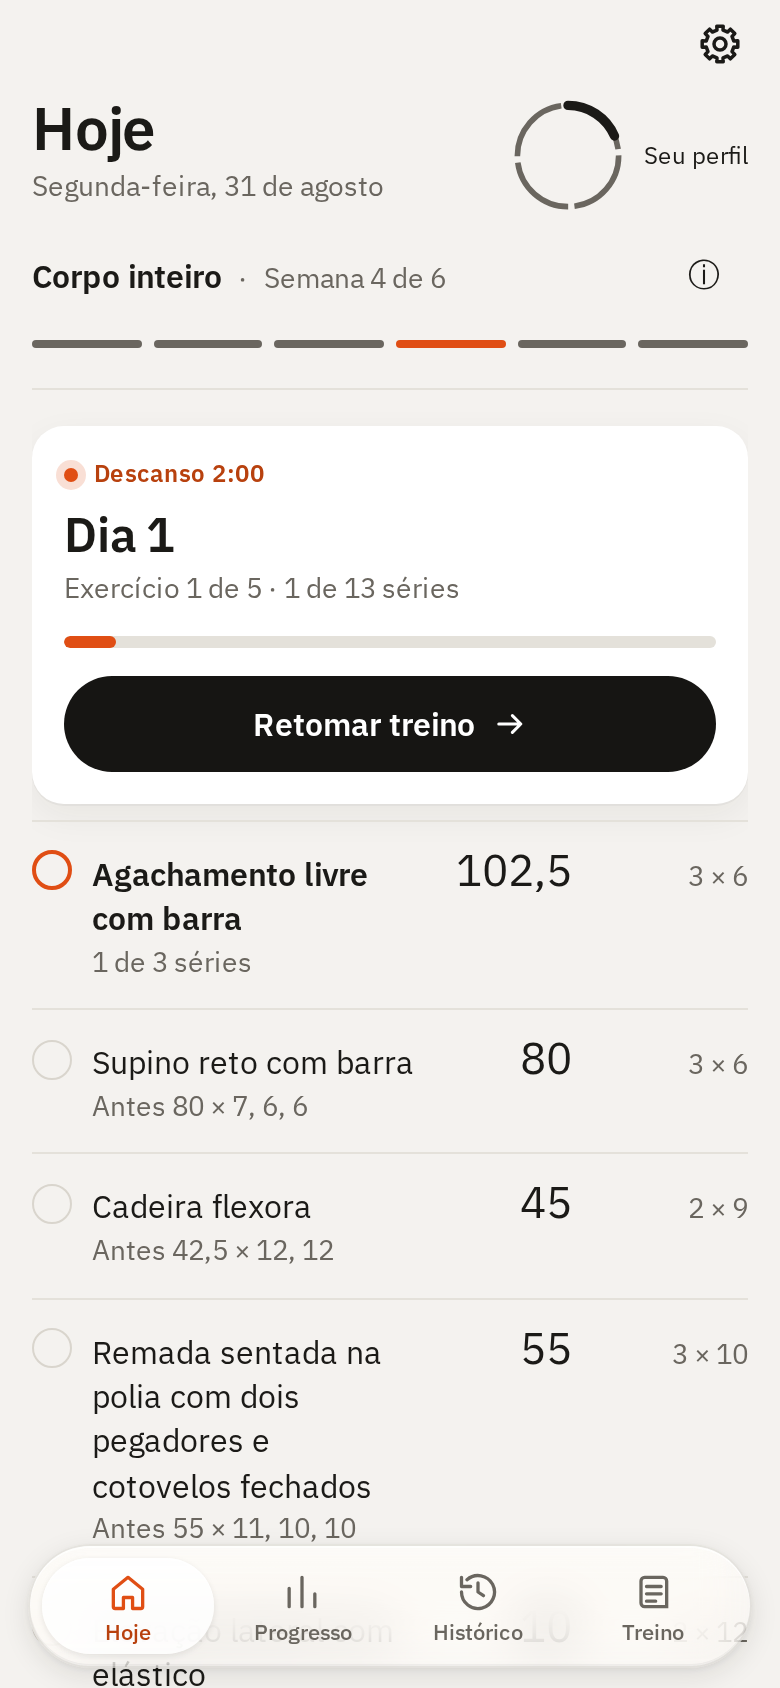 Hoje
Segunda-feira, 31 de agosto
Seu perfil
Corpo inteiro · Semana 4 de 6
Descanso 2:00
Dia 1
Exercício 1 de 5 · 1 de 13 séries
Retomar treino →
Agachamento livre
com barra
102,5
3 × 6
1 de 3 séries
Supino reto com barra
80
3 × 6
Antes 80 × 7, 6, 6
Cadeira flexora
45
2 × 9
Antes 42,5 × 12, 12
Remada sentada na
polia com dois
pegadores e
cotovelos fechados
55
3 × 10
Antes 55 × 11, 10, 10
com
10
× 12
elástico
Hoje
Progresso
Histórico
Treino